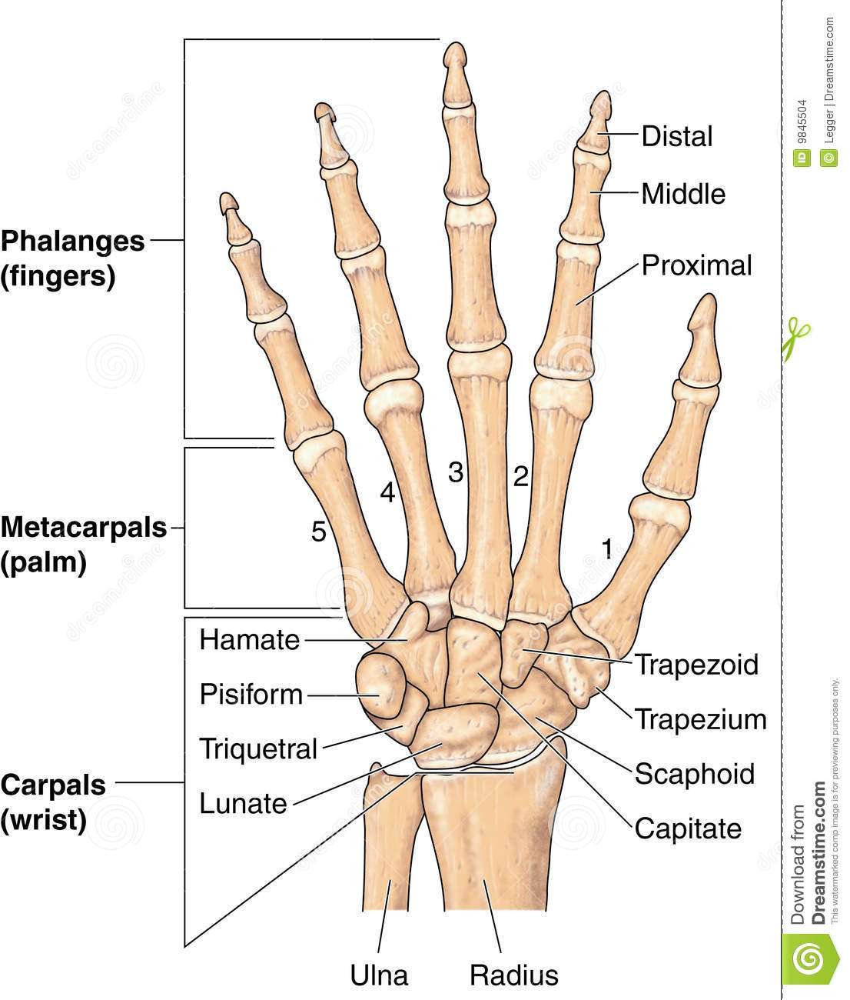 Distal
Middle
Proximal
Phalanges
(fingers)
3
2
4
5
1
Metacarpals
(palm)
Hamate
Pisiform
Triquetral
Lunate
Carpals
(wrist)
Trapezoid
Trapezium
Scaphoid
Capitate
Ulna
Radius
dreamstime
ID 9845504
© Legger | Dreamstime.com
Download from
Dreamstime.com
This watermarked comp image is for previewing purposes only.